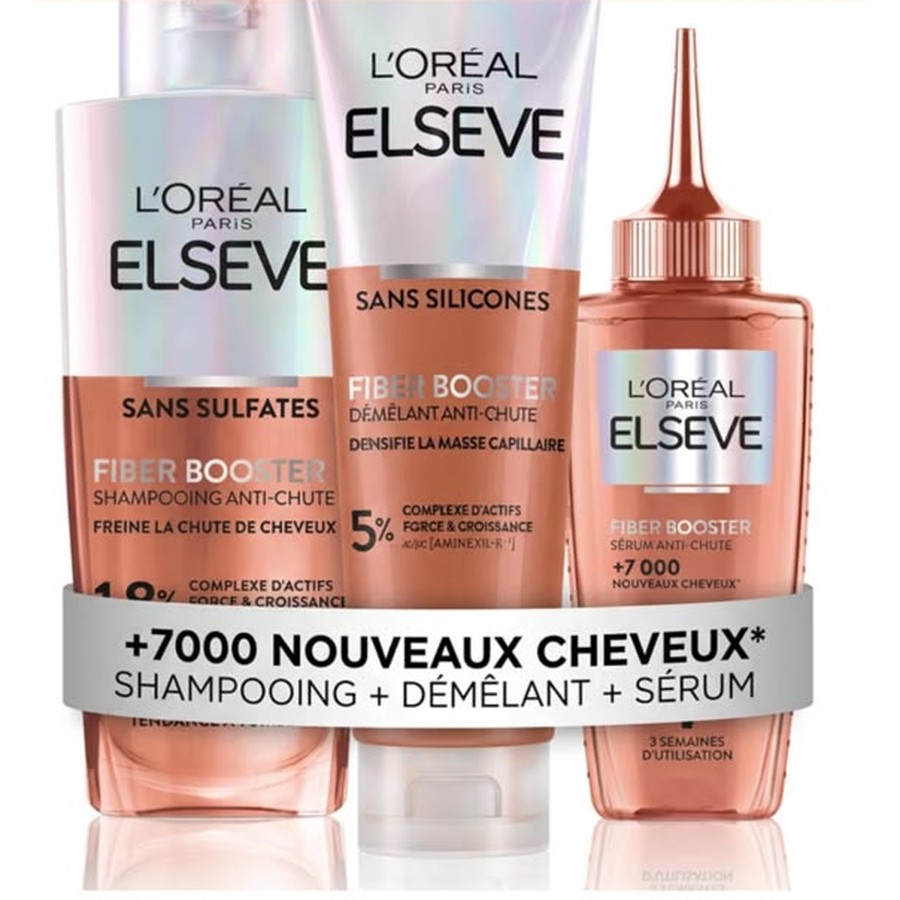 L'ORÉAL
PARIS
ELSEVE
SANS SULFATES
FIBER BOOSTER
SHAMPOOING ANTI-CHUTE
FREINE LA CHUTE DE CHEVEUX
COMPLEXE D'ACTIFS
FORCE & CROISSANCE
L'ORÉAL
PARIS
ELSEVE
SANS SILICONES
FIBER BOOSTER
DÉMÊLANT ANTI-CHUTE
DENSIFIE LA MASSE CAPILLAIRE
5% COMPLEXE D'ACTIFS
FORCE & CROISSANCE
L'ORÉAL
PARIS
ELSEVE
FIBER BOOSTER
SÉRUM ANTI-CHUTE
+7 000
NOUVEAUX CHEVEUX*
3 SEMAINES
D'UTILISATION
+7000 NOUVEAUX CHEVEUX*
SHAMPOOING + DÉMÊLANT + SÉRUM